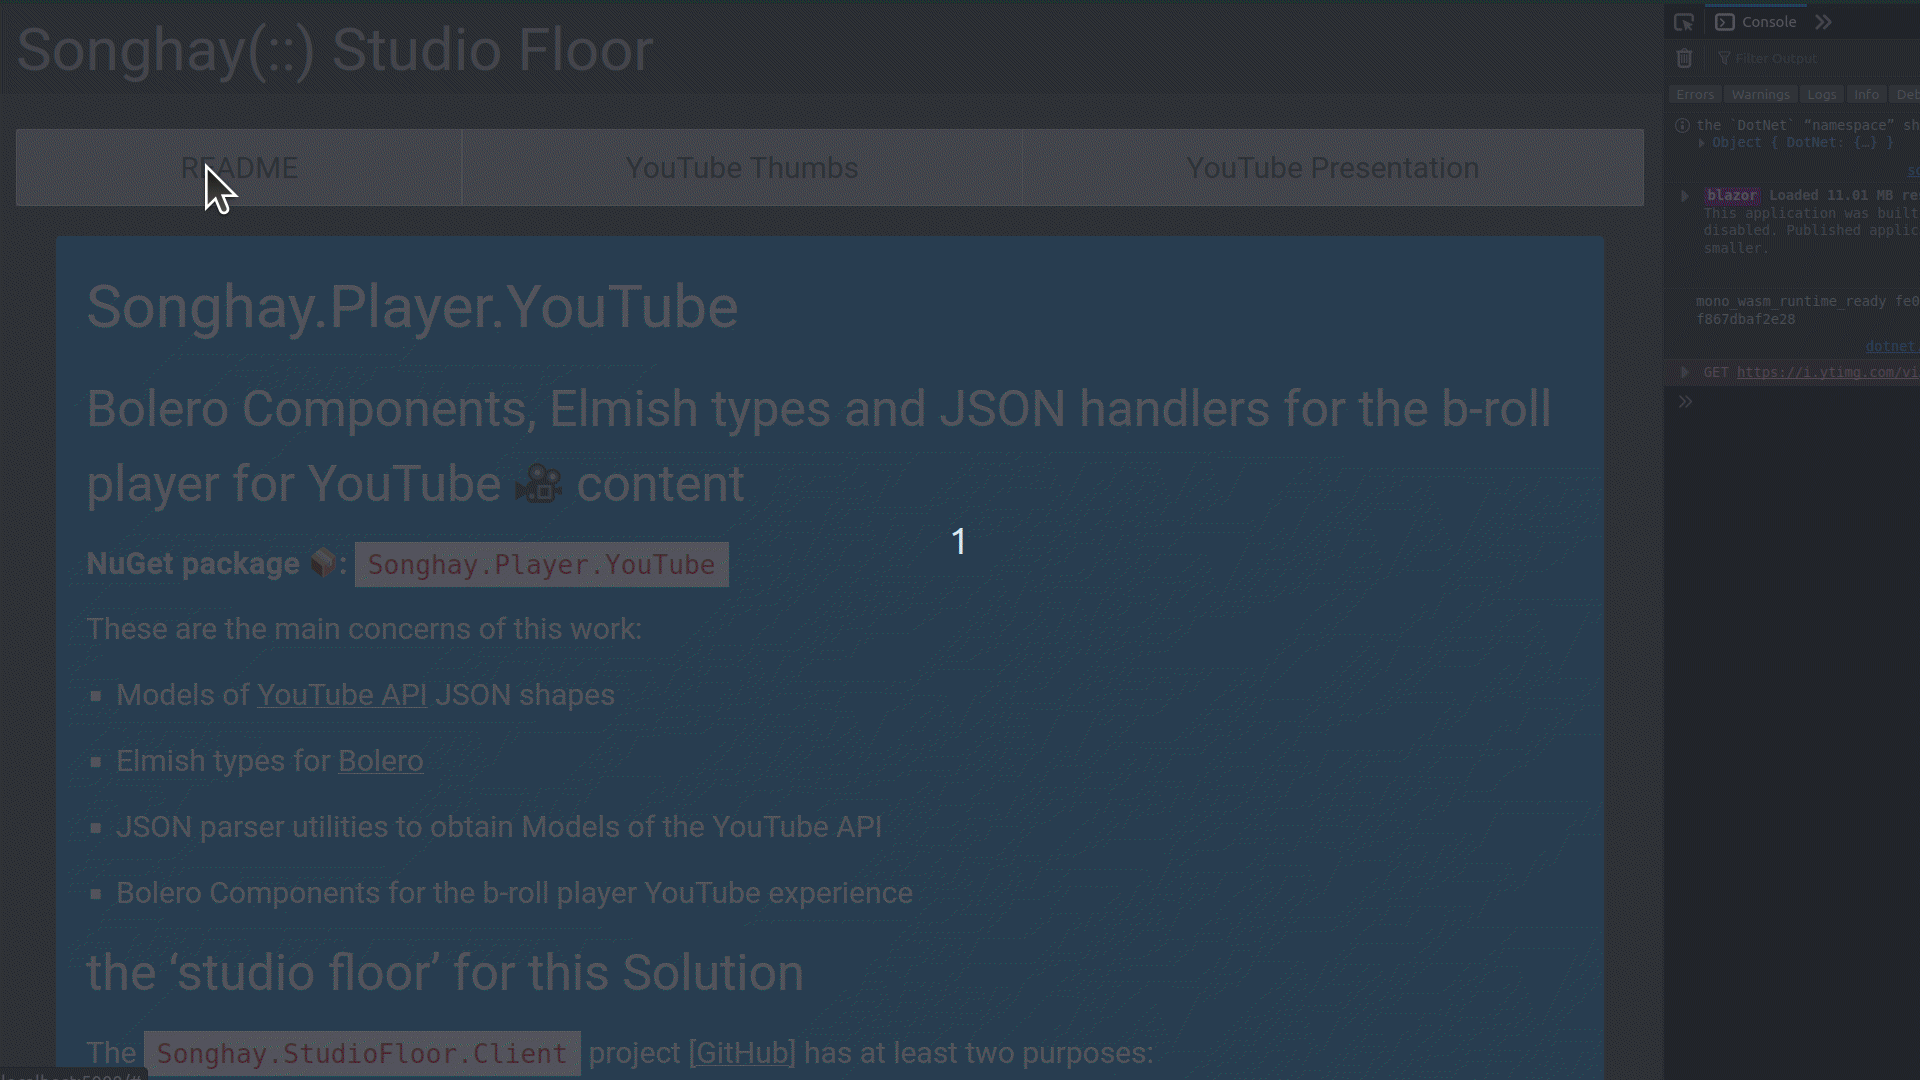 Songhay(::) Studio Floor
README
YouTube Thumbs
YouTube Presentation
Songhay.Player.YouTube
Bolero Components, Elmish types and JSON handlers for the b-roll
player for YouTube 🎥 content
NuGet package 📦: Songhay.Player.YouTube
1
These are the main concerns of this work:
▪ Models of YouTube API JSON shapes
▪ Elmish types for Bolero
▪ JSON parser utilities to obtain Models of the YouTube API
▪ Bolero Components for the b-roll player YouTube experience
the ‘studio floor’ for this Solution
The Songhay.StudioFloor.Client project [GitHub] has at least two purposes:
Console
Filter Output
Errors Warnings Logs Info Deb
the `DotNet` “namespace” sh
Object { DotNet: {…} }
sc
blazor Loaded 11.01 MB re
This application was built
disabled. Published applic
smaller.
mono_wasm_runtime_ready fe0
f867dbaf2e28
dotnet.
GET https://i.ytimg.com/vi